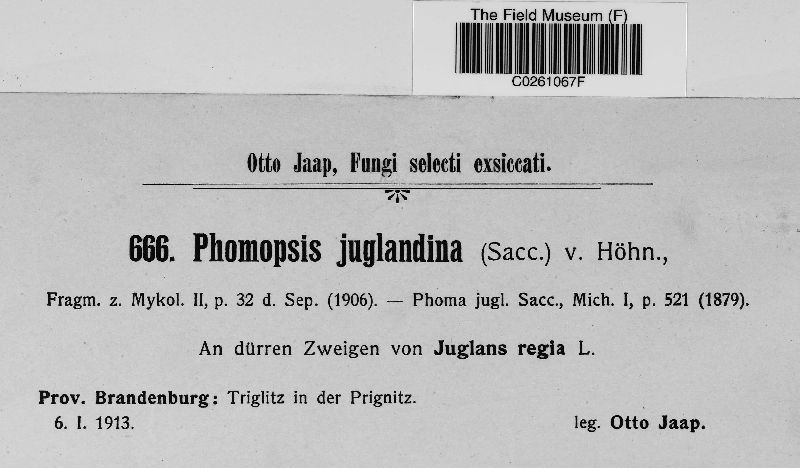 The Field Museum (F)
C0261067F
Otto Jaap, Fungi selecti exsiccati.
666. Phomopsis juglandina (Sacc.) v. Höhn.,
Fragm. z. Mykol. II, p. 32 d. Sep. (1906). — Phoma jugl. Sacc., Mich. I, p. 521 (1879).
An dürren Zweigen von Juglans regia L.
Prov. Brandenburg: Triglitz in der Prignitz.
6. I. 1913. leg. Otto Jaap.